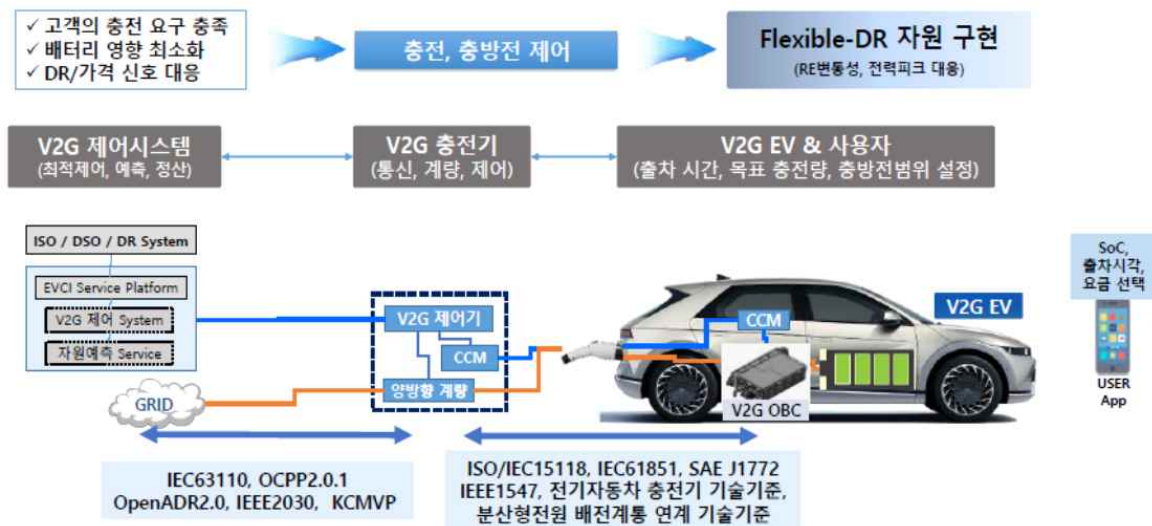 ✓ 고객의 충전 요구 충족
✓ 배터리 영향 최소화
✓ DR/가격 신호 대응
충전, 충방전 제어
Flexible-DR 자원 구현
(RE변동성, 전력피크 대응)
V2G 제어시스템
(최적제어, 예측, 정산)
V2G 충전기
(통신, 계량, 제어)
V2G EV & 사용자
(출차 시간, 목표 충전량, 충방전범위 설정)
ISO / DSO / DR System
EVCI Service Platform
V2G 제어 System
자원예측 Service
GRID
V2G 제어기
CCM
양방향 계량
CCM
V2G OBC
V2G EV
SoC,
출차시각,
요금 선택
USER
App
IEC63110, OCPP2.0.1
OpenADR2.0, IEEE2030, KCMVP
ISO/IEC15118, IEC61851, SAE J1772
IEEE1547, 전기자동차 충전기 기술기준,
분산형전원 배전계통 연계 기술기준